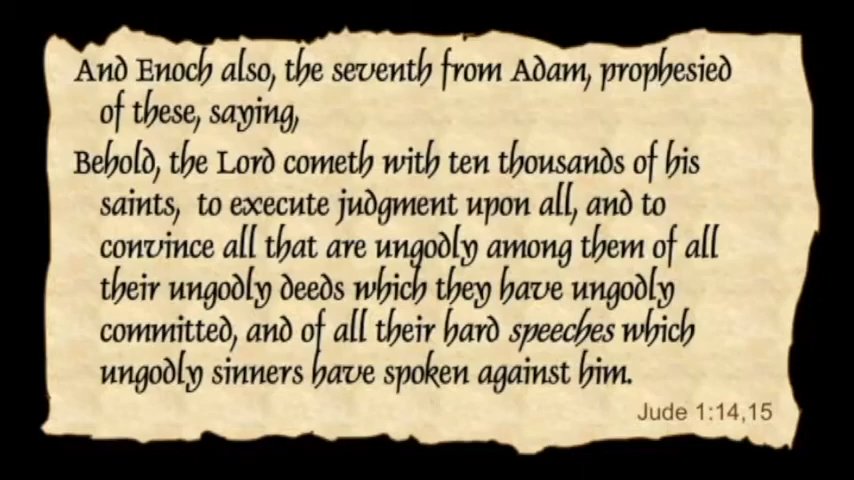 And Enoch also, the seventh from Adam, prophesied
of these, saying,
Behold, the Lord cometh with ten thousands of his
saints, to execute judgment upon all, and to
convince all that are ungodly among them of all
their ungodly deeds which they have ungodly
committed, and of all their hard speeches which
ungodly sinners have spoken against him.
Jude 1:14,15